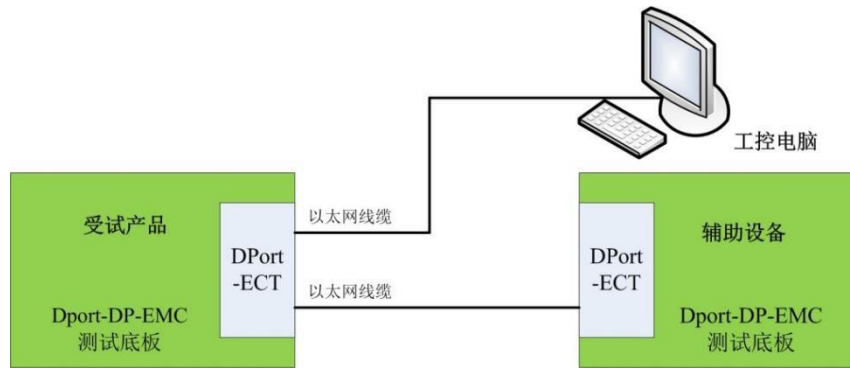 工控电脑
受试产品
DPort
-ECT
Dport-DP-EMC
测试底板
以太网线缆
以太网线缆
DPort
-ECT
辅助设备
Dport-DP-EMC
测试底板